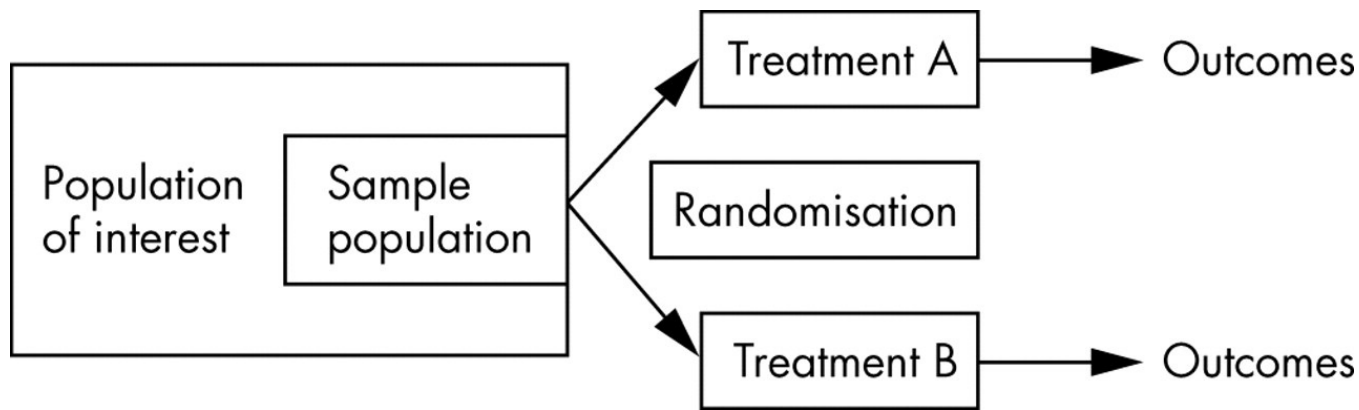 Population
of interest
Sample
population
Treatment A
Outcomes
Randomisation
Treatment B
Outcomes